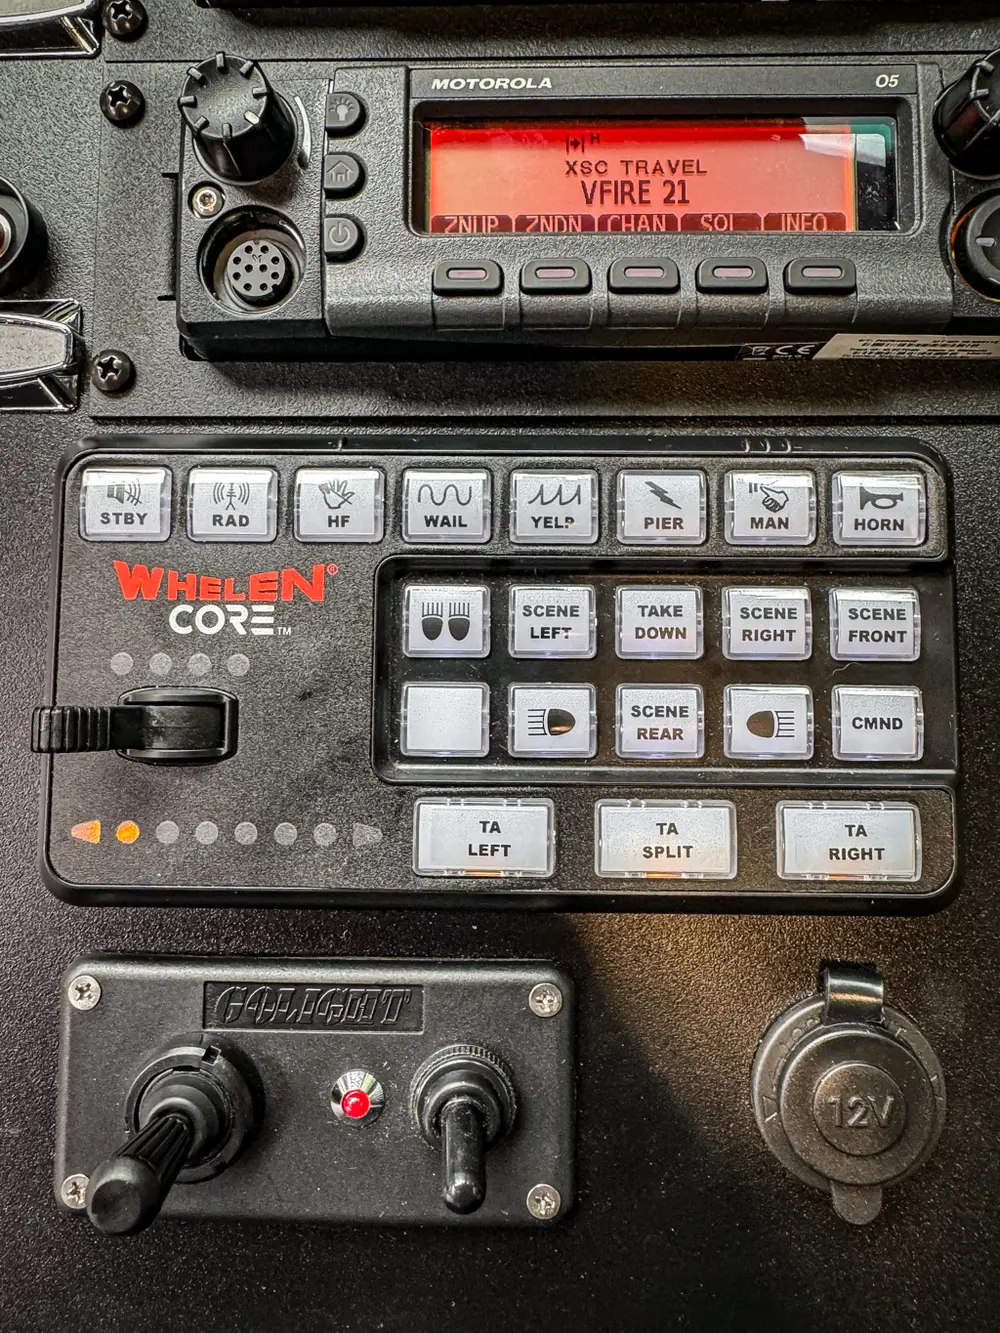 MOTOROLA O5
H
XSC TRAVEL
VFIRE 21
ZNUP ZNDN CHAN SQL INFO
STBY RAD HF WAIL YELP PIER MAN HORN
WHELEN®
CORE™
SCENE LEFT
TAKE DOWN
SCENE RIGHT
SCENE FRONT
SCENE REAR
CMND
TA LEFT
TA SPLIT
TA RIGHT
GOLIGHT
12V